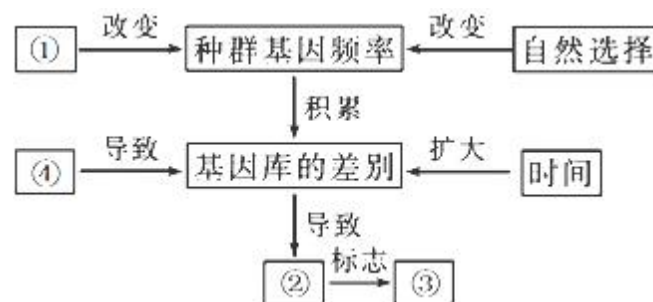 ① 改变 种群基因频率 改变 自然选择
积累
④ 导致 基因库的差别 扩大 时间
导致
② 标志 ③